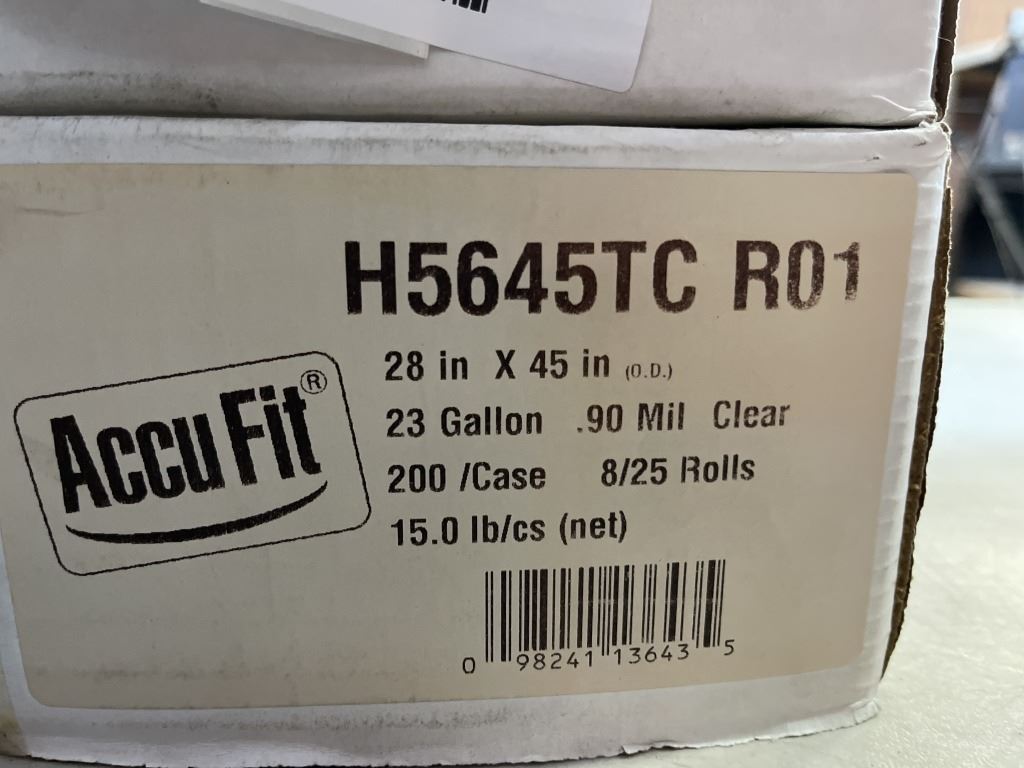 H5645TC R01
28 in X 45 in (O.D.)
AccuFit®
23 Gallon .90 Mil Clear
200 /Case 8/25 Rolls
15.0 lb/cs (net)
0 98241 13643 5